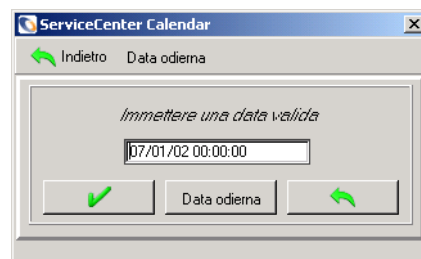 ServiceCenter Calendar
Indietro Data odierna
Immettere una data valida
07/01/02 00:00:00
Data odierna